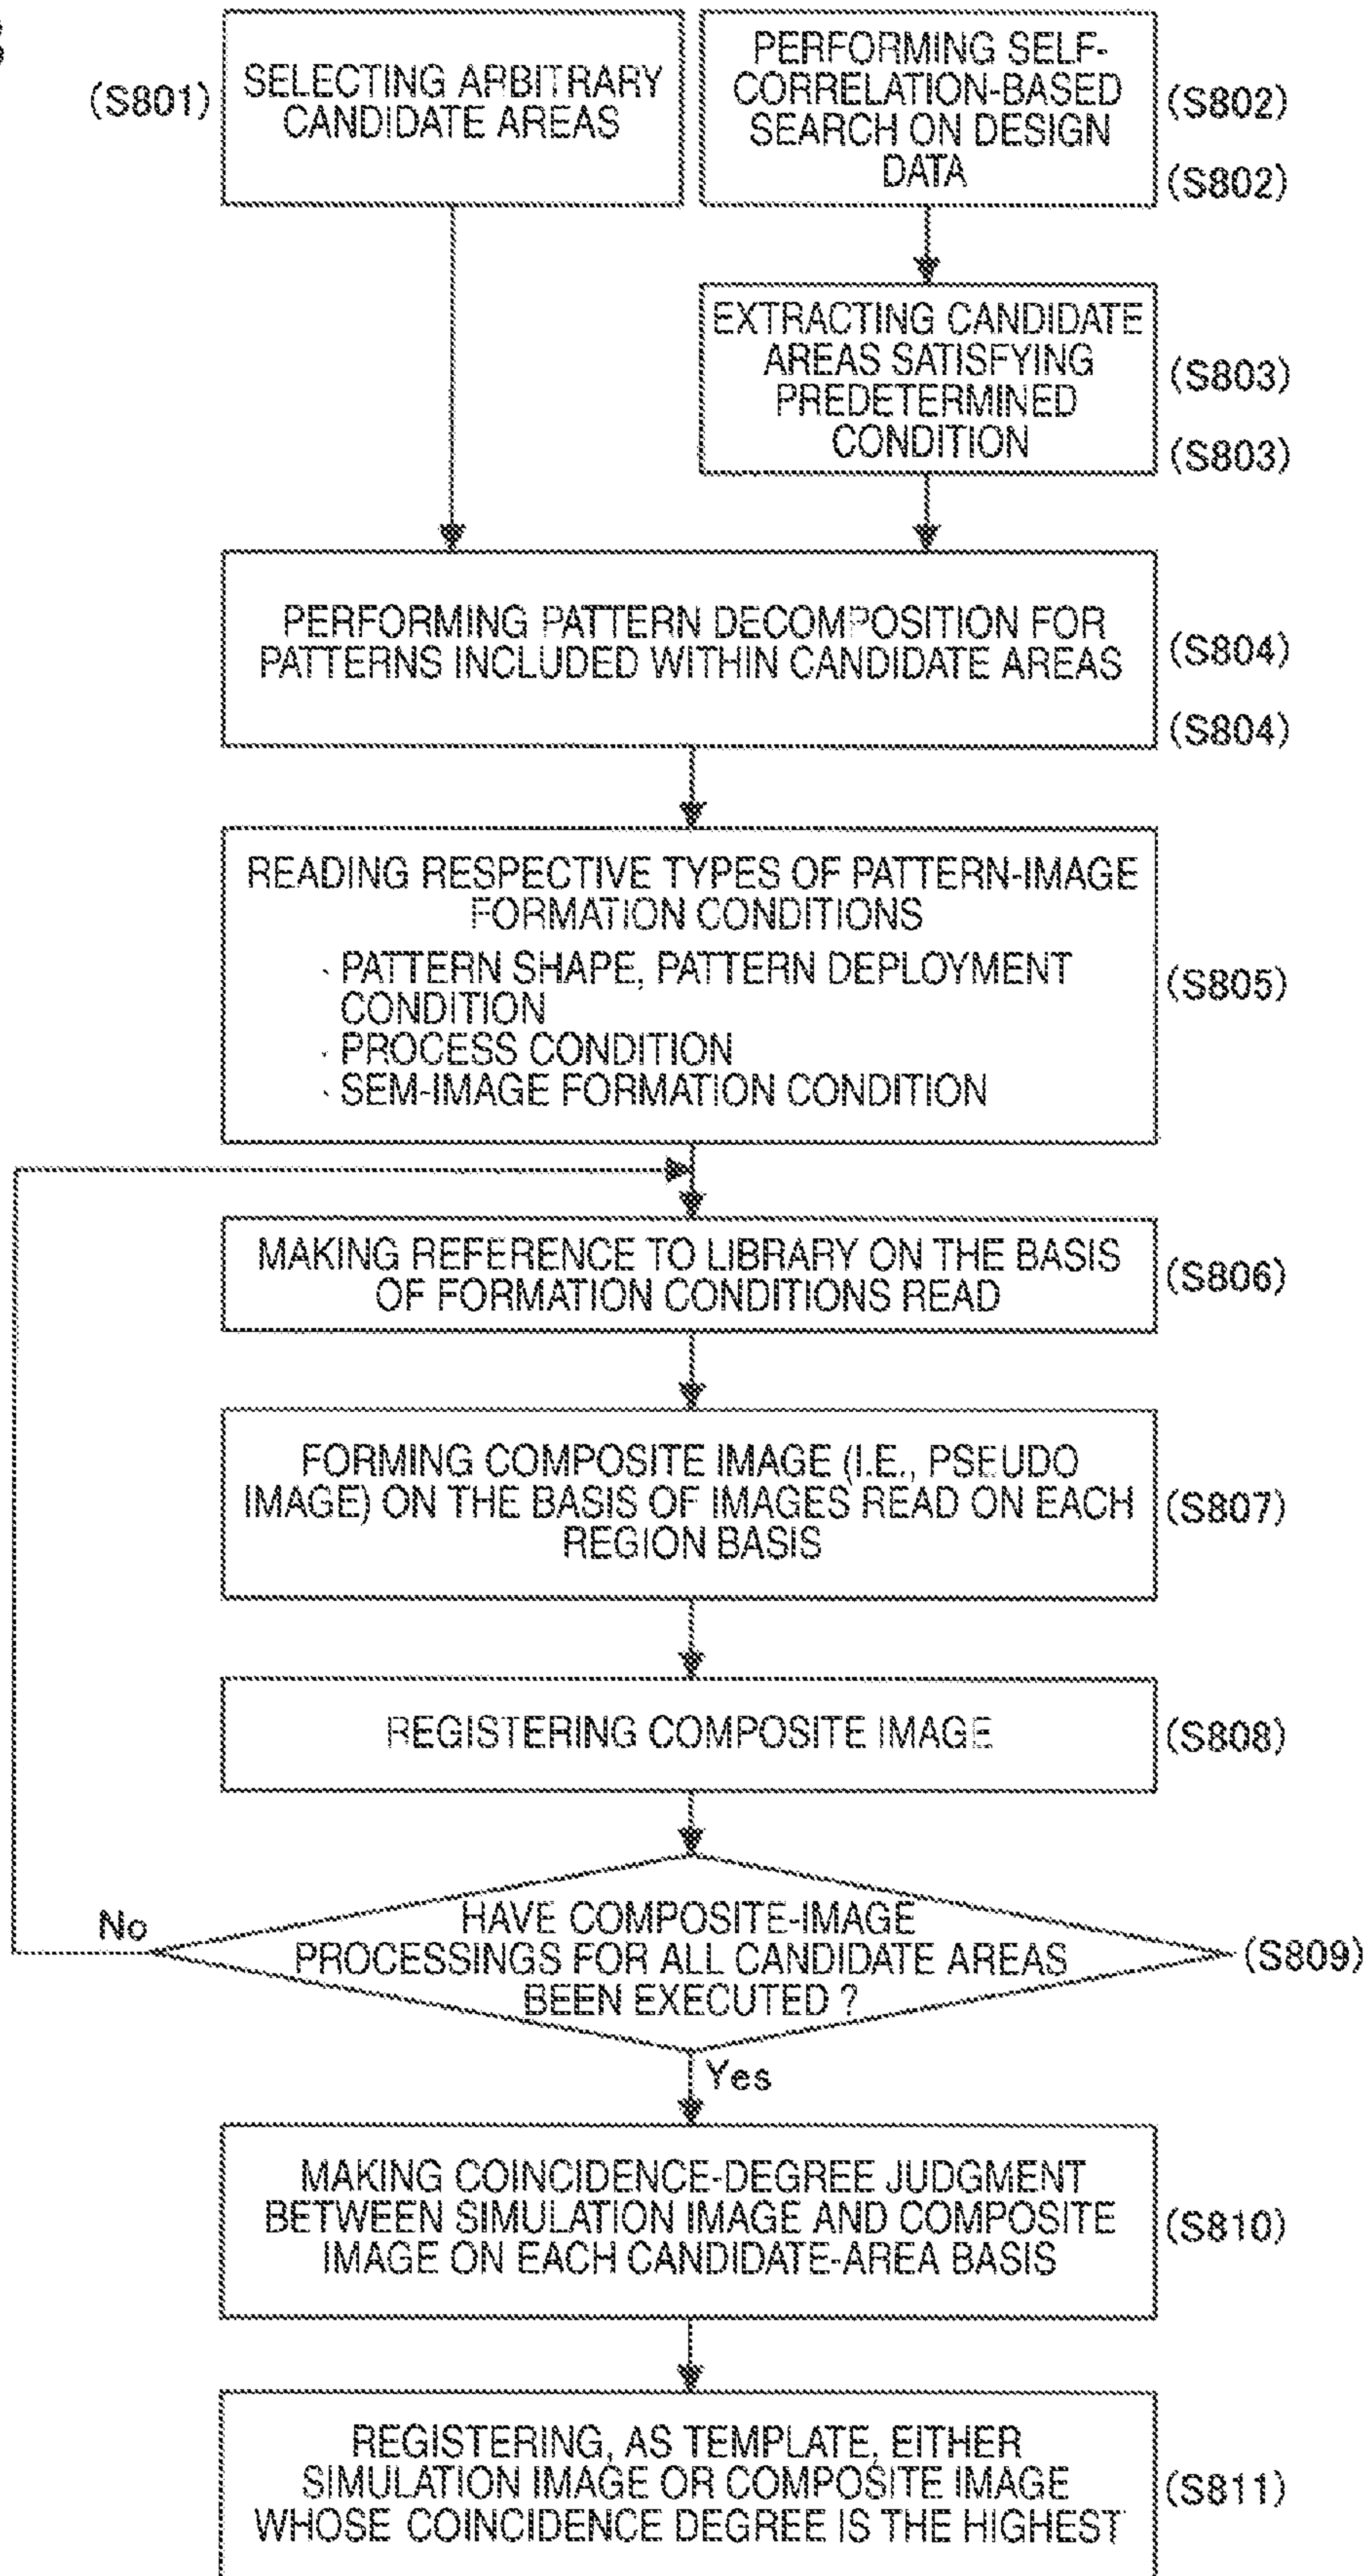 (S801)
SELECTING ARBITRARY
CANDIDATE AREAS
PERFORMING SELF-
CORRELATION-BASED
SEARCH ON DESIGN
DATA
(S802)
(S802)
EXTRACTING CANDIDATE
AREAS SATISFYING
PREDETERMINED
CONDITION
(S803)
(S803)
PERFORMING PATTERN DECOMPOSITION FOR
PATTERNS INCLUDED WITHIN CANDIDATE AREAS
(S804)
(S804)
READING RESPECTIVE TYPES OF PATTERN-IMAGE
FORMATION CONDITIONS
· PATTERN SHAPE, PATTERN DEPLOYMENT
CONDITION
· PROCESS CONDITION
· SEM-IMAGE FORMATION CONDITION
(S805)
MAKING REFERENCE TO LIBRARY ON THE BASIS
OF FORMATION CONDITIONS READ
(S806)
FORMING COMPOSITE IMAGE (I.E., PSEUDO
IMAGE) ON THE BASIS OF IMAGES READ ON EACH
REGION BASIS
(S807)
REGISTERING COMPOSITE IMAGE
(S808)
No
HAVE COMPOSITE-IMAGE
PROCESSINGS FOR ALL CANDIDATE AREAS
BEEN EXECUTED ?
(S809)
Yes
MAKING COINCIDENCE-DEGREE JUDGMENT
BETWEEN SIMULATION IMAGE AND COMPOSITE
IMAGE ON EACH CANDIDATE-AREA BASIS
(S810)
REGISTERING, AS TEMPLATE, EITHER
SIMULATION IMAGE OR COMPOSITE IMAGE
WHOSE COINCIDENCE DEGREE IS THE HIGHEST
(S811)